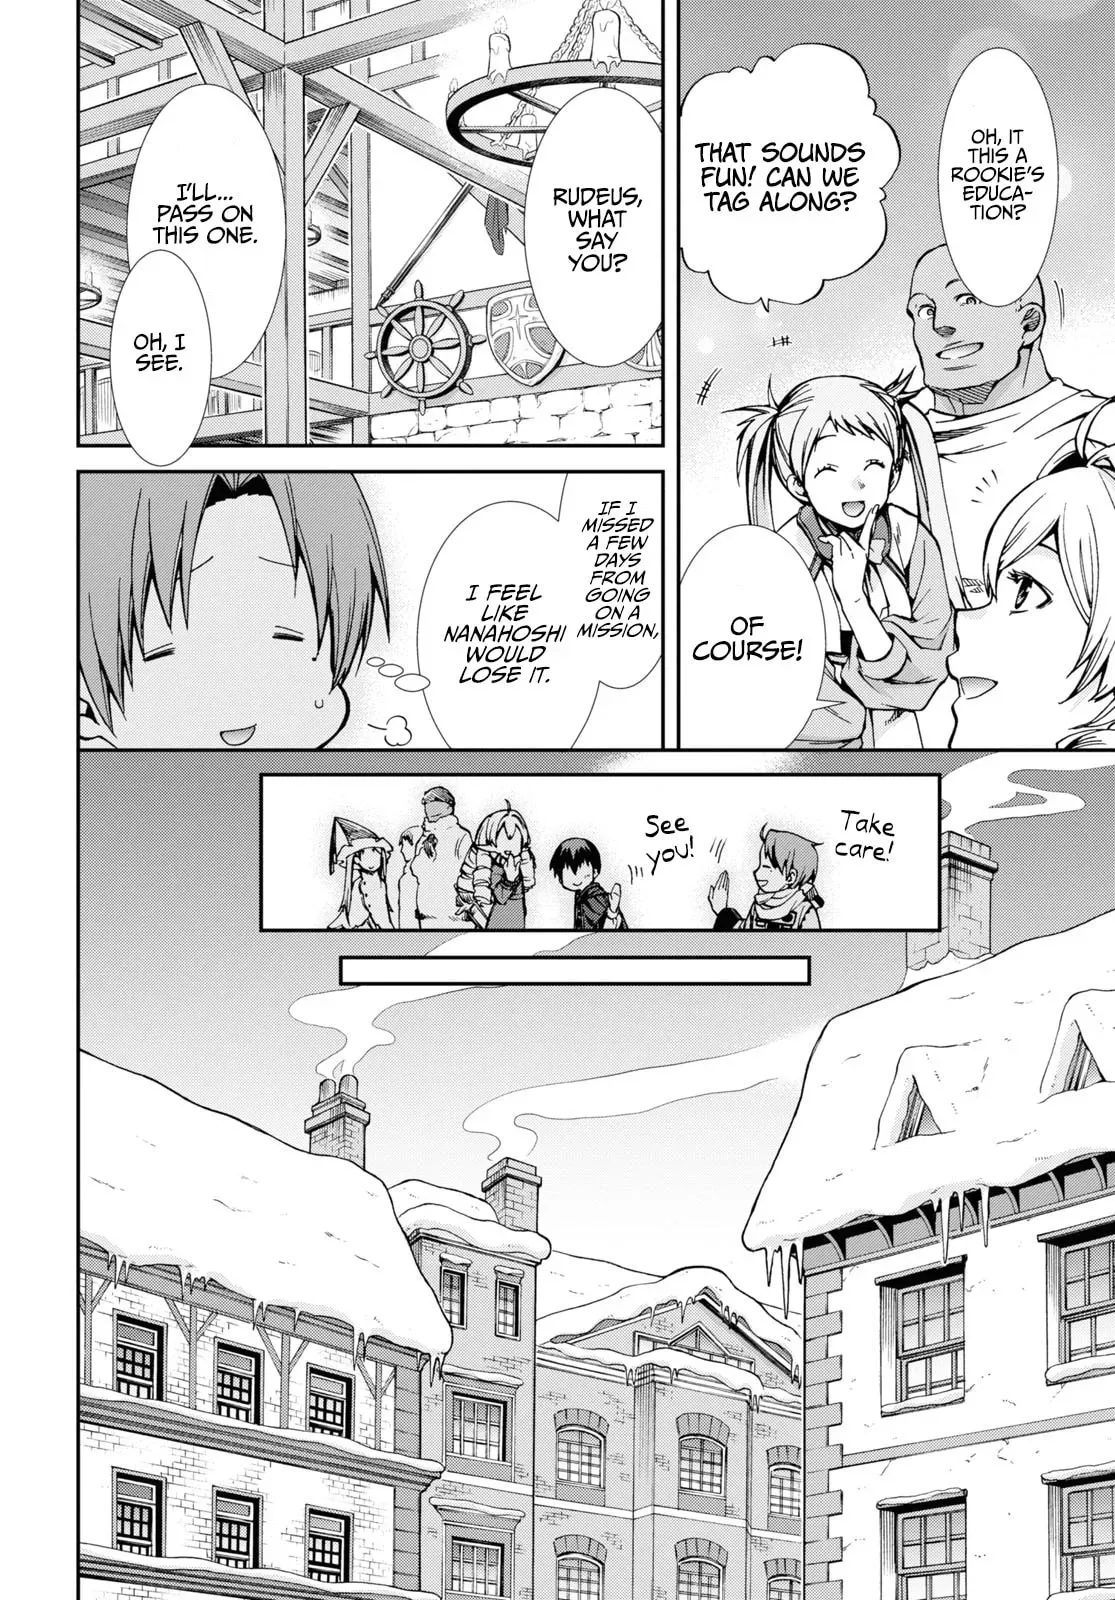 OH, IT
THIS A
ROOKIE'S
EDUCA-
TION?
THAT SOUNDS
FUN! CAN WE
TAG ALONG?
OF
COURSE!
RUDEUS,
WHAT
SAY
YOU?
I'LL...
PASS ON
THIS ONE.
OH, I
SEE.
IF I
MISSED
A FEW
DAYS
FROM
GOING
ON A
MISSION,
I FEEL
LIKE
NANAHOSHI
WOULD
LOSE IT.
Take
care!
See
you!